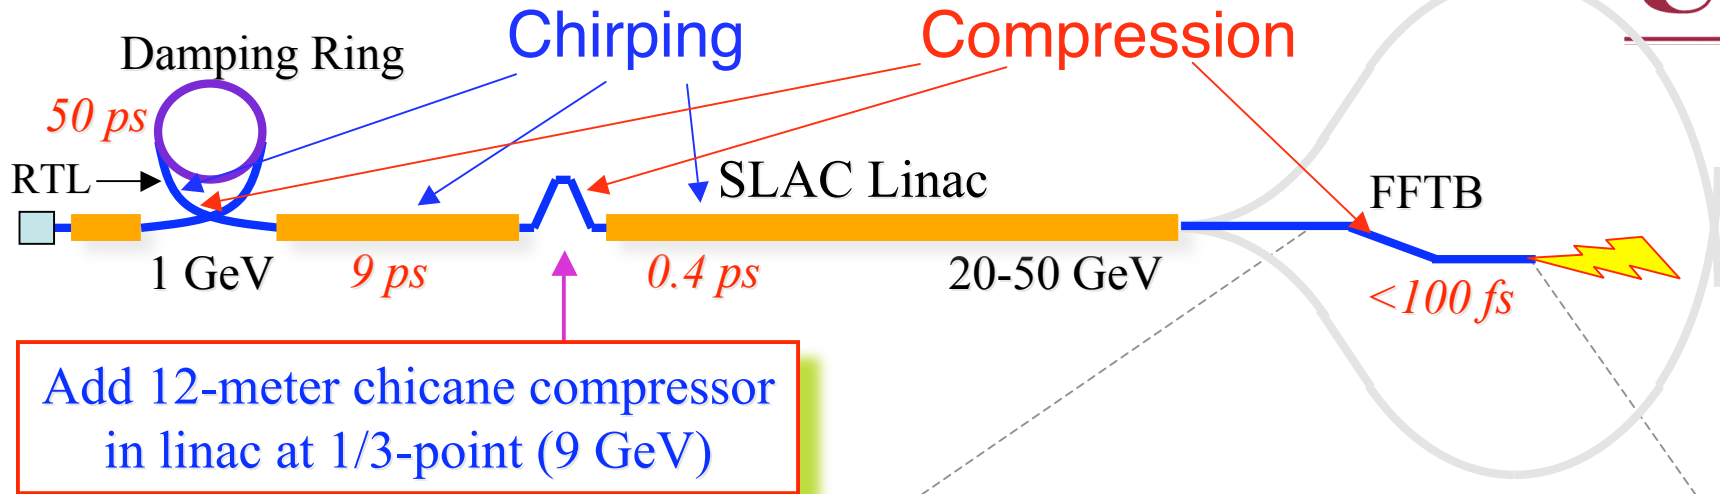 Chirping
Compression
Damping Ring
50 ps
RTL
SLAC Linac
FFTB
1 GeV
9 ps
0.4 ps
20-50 GeV
<100 fs
Add 12-meter chicane compressor
in linac at 1/3-point (9 GeV)